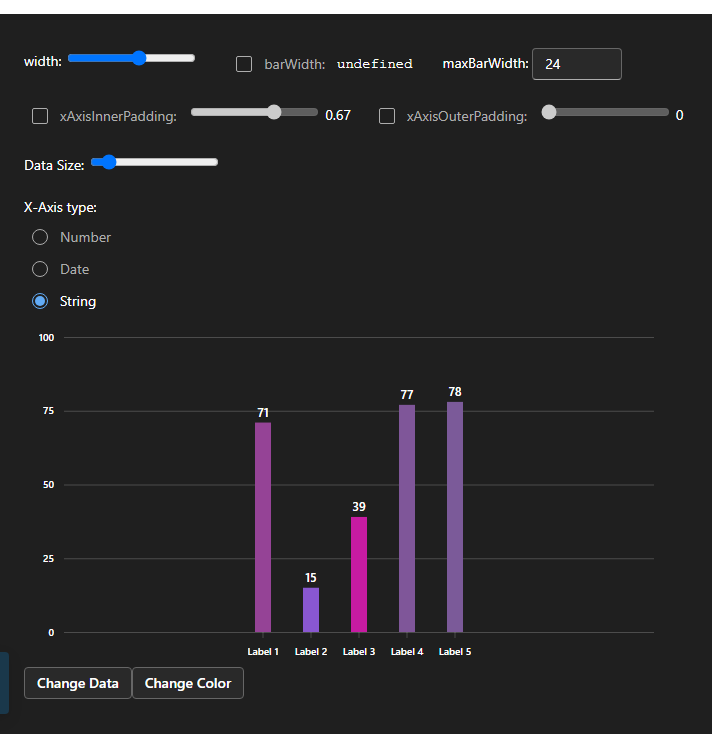 width: barWidth: undefined maxBarWidth: 24
xAxisInnerPadding: 0.67 xAxisOuterPadding: 0
Data Size:
X-Axis type:
Number
Date
String
100
75
50
25
0
71
15
39
77
78
Label 1 Label 2 Label 3 Label 4 Label 5
Change Data Change Color